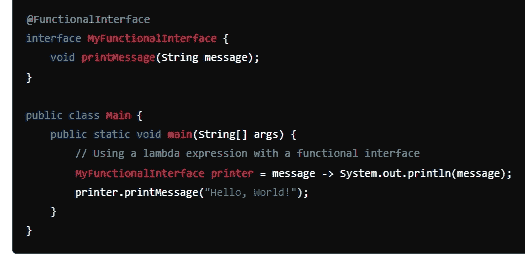 @FunctionalInterface
interface MyFunctionalInterface {
    void printMessage(String message);
}

public class Main {
    public static void main(String[] args) {
        // Using a lambda expression with a functional interface
        MyFunctionalInterface printer = message -> System.out.println(message);
        printer.printMessage("Hello, World!");
    }
}